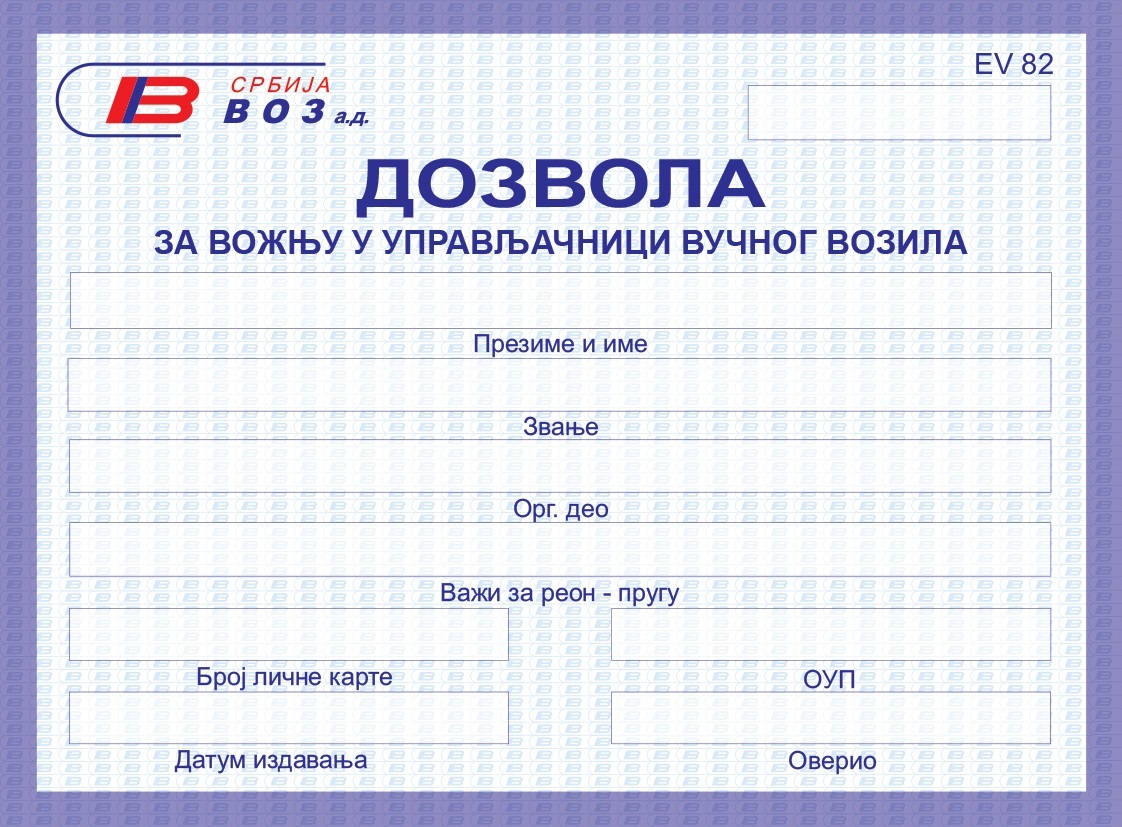 EV 82
СРБИЈА
ВОЗ а.д.
ДОЗВОЛА
ЗА ВОЖЊУ У УПРАВЉАЧНИЦИ ВУЧНОГ ВОЗИЛА
Презиме и име
Звање
Орг. део
Важи за реон - пругу
Број личне карте
ОУП
Датум издавања
Оверио